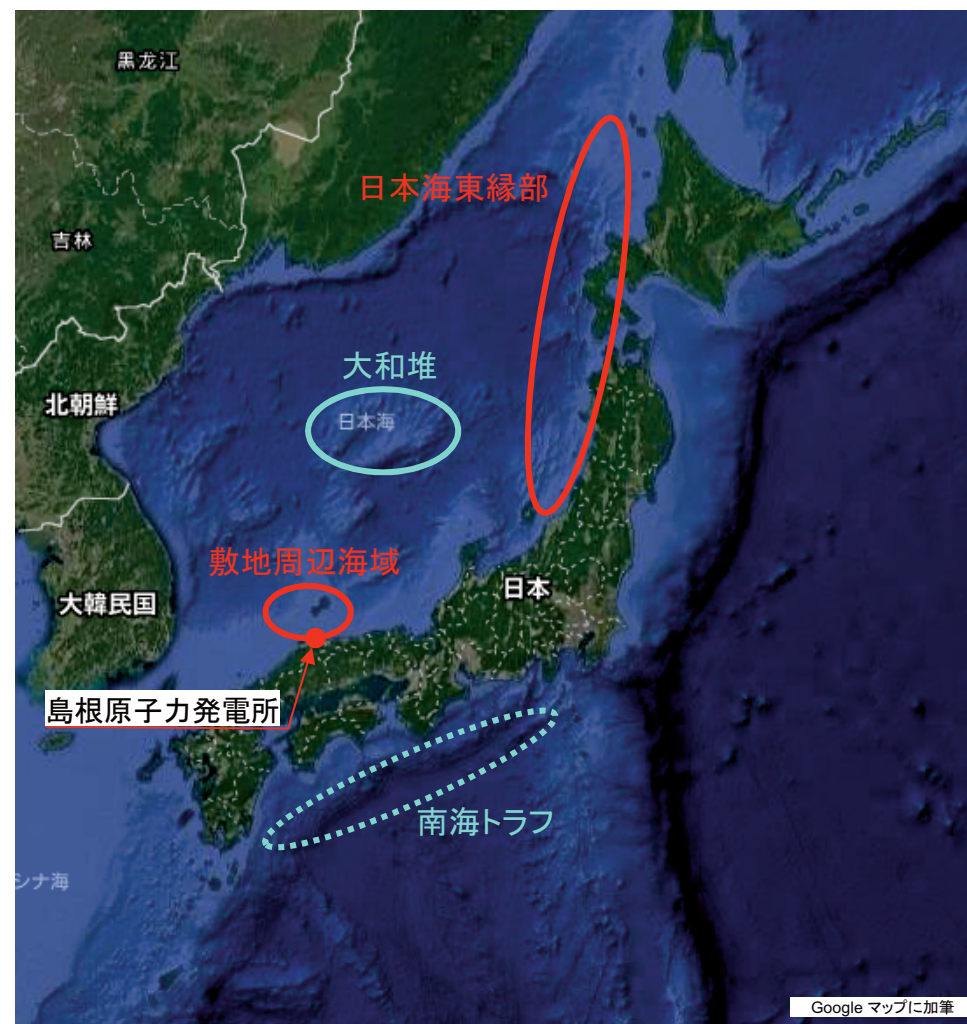 黑龙江
日本海東縁部
吉林
大和堆
北朝鮮
日本海
敷地周辺海域
日本
大韓民国
島根原子力発電所
南海トラフ
シナ海
Google マップに加筆